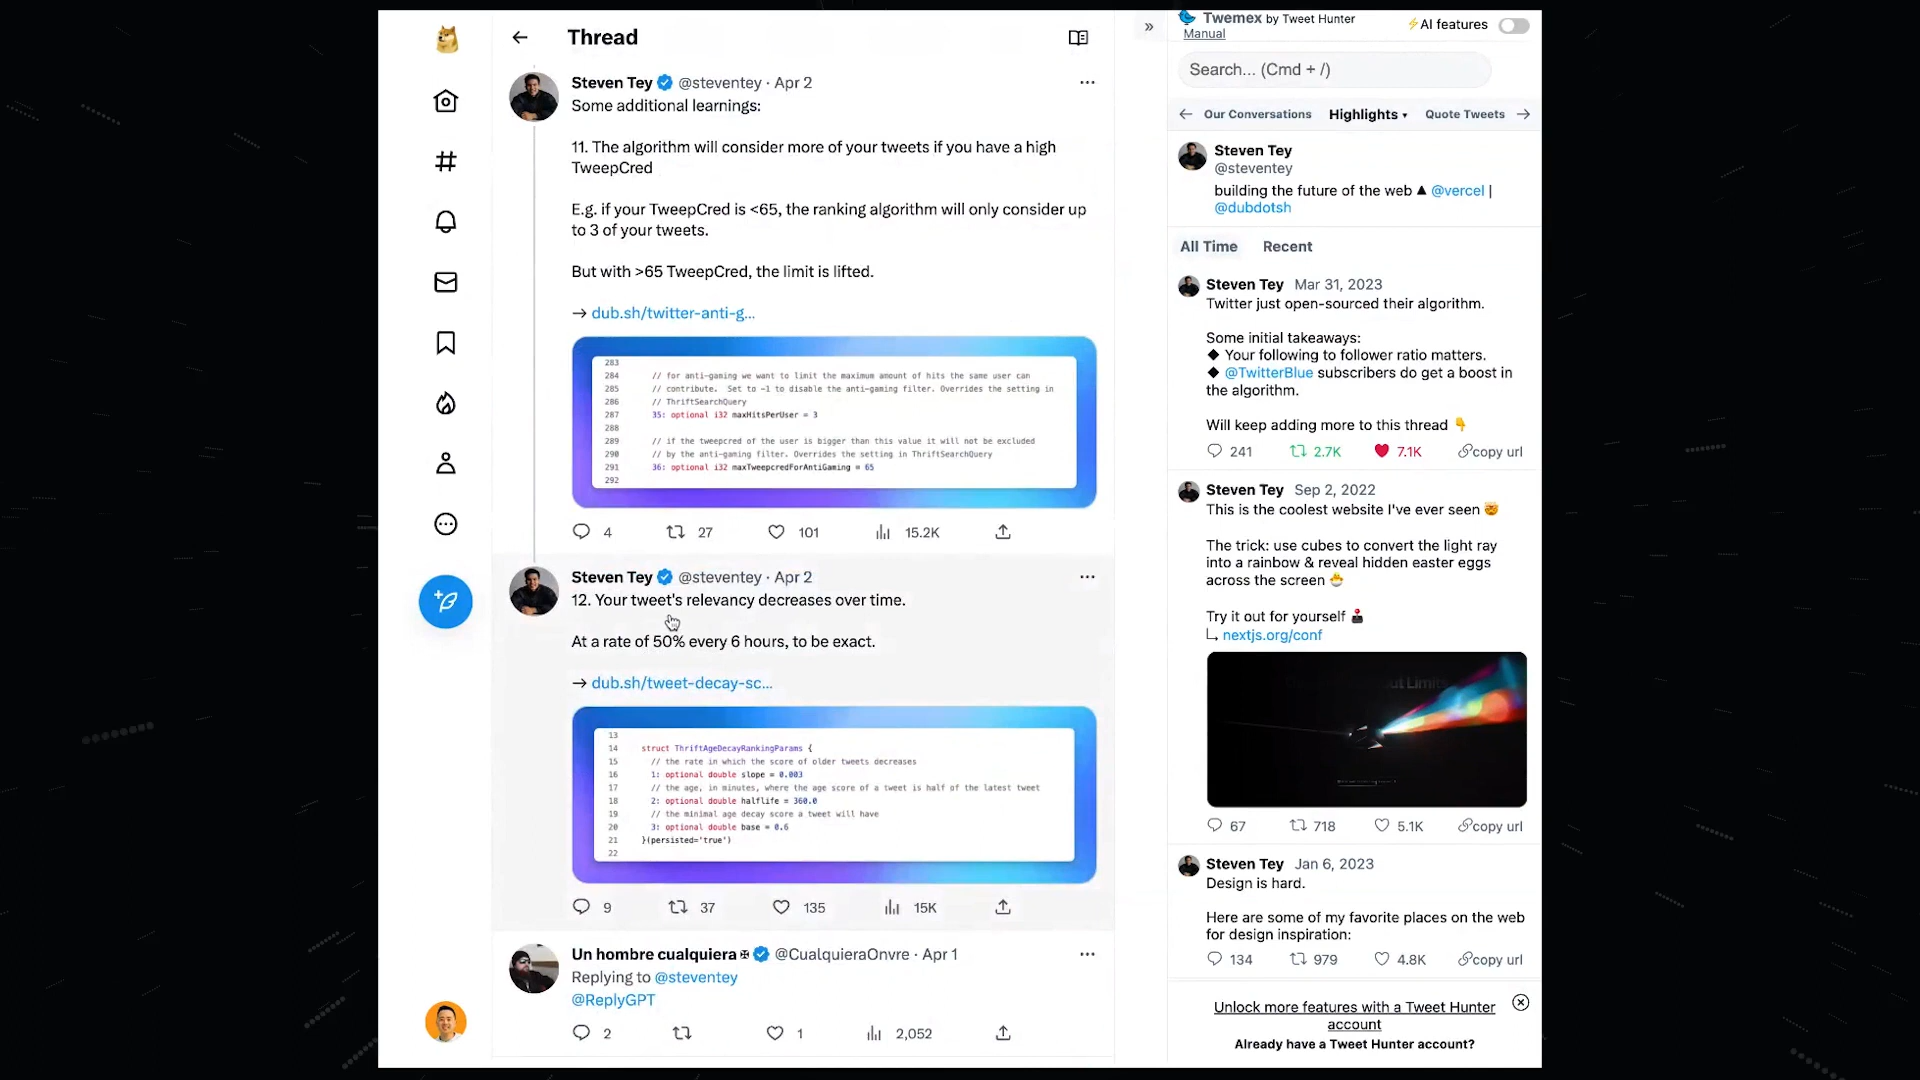 Thread
Steven Tey @steventey · Apr 2
Some additional learnings:
11. The algorithm will consider more of your tweets if you have a high
TweepCred
E.g. if your TweepCred is <65, the ranking algorithm will only consider up
to 3 of your tweets.
But with >65 TweepCred, the limit is lifted.
→ dub.sh/twitter-anti-g...
283
284 // for anti-gaming we want to limit the maximum amount of hits the same user can
285 // contribute. Set to -1 to disable the anti-gaming filter. Overrides the setting in
286 // ThriftSearchQuery
287 35: optional i32 maxHitsPerUser = 3
288
289 // if the tweepcred of the user is bigger than this value it will not be excluded
290 // by the anti-gaming filter. Overrides the setting in ThriftSearchQuery
291 36: optional i32 maxTweepcredForAntiGaming = 65
292
4 27 101 15.2K
Steven Tey @steventey · Apr 2
12. Your tweet's relevancy decreases over time.
At a rate of 50% every 6 hours, to be exact.
→ dub.sh/tweet-decay-sc...
13
14 struct ThriftAgeDecayRankingParams {
15 // the rate in which the score of older tweets decreases
16 1: optional double slope = 0.003
17 // the age, in minutes, where the age score of a tweet is half of the latest tweet
18 2: optional double halflife = 360.0
19 // the minimal age decay score a tweet will have
20 3: optional double base = 0.6
21 }(persisted='true')
22
9 37 135 15K
Un hombre cualquiera @CualquieraOnvre · Apr 1
Replying to @steventey
@ReplyGPT
2 1 2,052
»
Twemex by Tweet Hunter
Manual
⚡AI features
Search... (Cmd + /)
← Our Conversations Highlights ▾ Quote Tweets →
Steven Tey
@steventey
building the future of the web ▲ @vercel |
@dubdotsh
All Time Recent
Steven Tey Mar 31, 2023
Twitter just open-sourced their algorithm.
Some initial takeaways:
◆ Your following to follower ratio matters.
◆ @TwitterBlue subscribers do get a boost in
the algorithm.
Will keep adding more to this thread 👇
241 2.7K 7.1K copy url
Steven Tey Sep 2, 2022
This is the coolest website I've ever seen 🤯
The trick: use cubes to convert the light ray
into a rainbow & reveal hidden easter eggs
across the screen 🐣
Try it out for yourself 🕹️
↳ nextjs.org/conf
67 718 5.1K copy url
Steven Tey Jan 6, 2023
Design is hard.
Here are some of my favorite places on the web
for design inspiration:
134 979 4.8K copy url
Unlock more features with a Tweet Hunter
account
Already have a Tweet Hunter account?